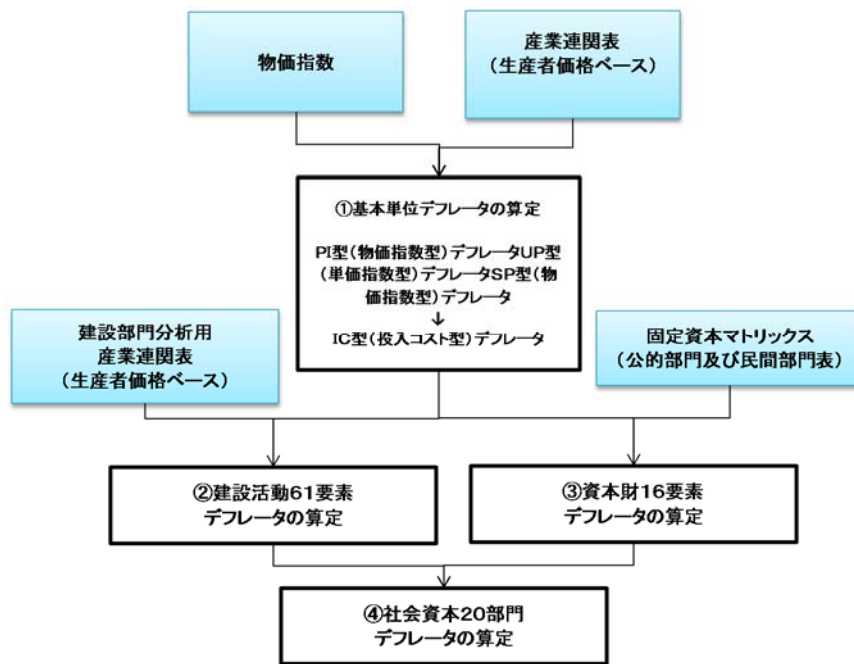 物価指数
産業連関表
（生産者価格ベース）
①基本単位デフレータの算定
PI型（物価指数型）デフレータUP型
（単価指数型）デフレータSP型（物
価指数型）デフレータ
↓
IC型（投入コスト型）デフレータ
建設部門分析用
産業連関表
（生産者価格ベース）
固定資本マトリックス
（公的部門及び民間部門表）
②建設活動61要素
デフレータの算定
③資本財16要素
デフレータの算定
④社会資本20部門
デフレータの算定